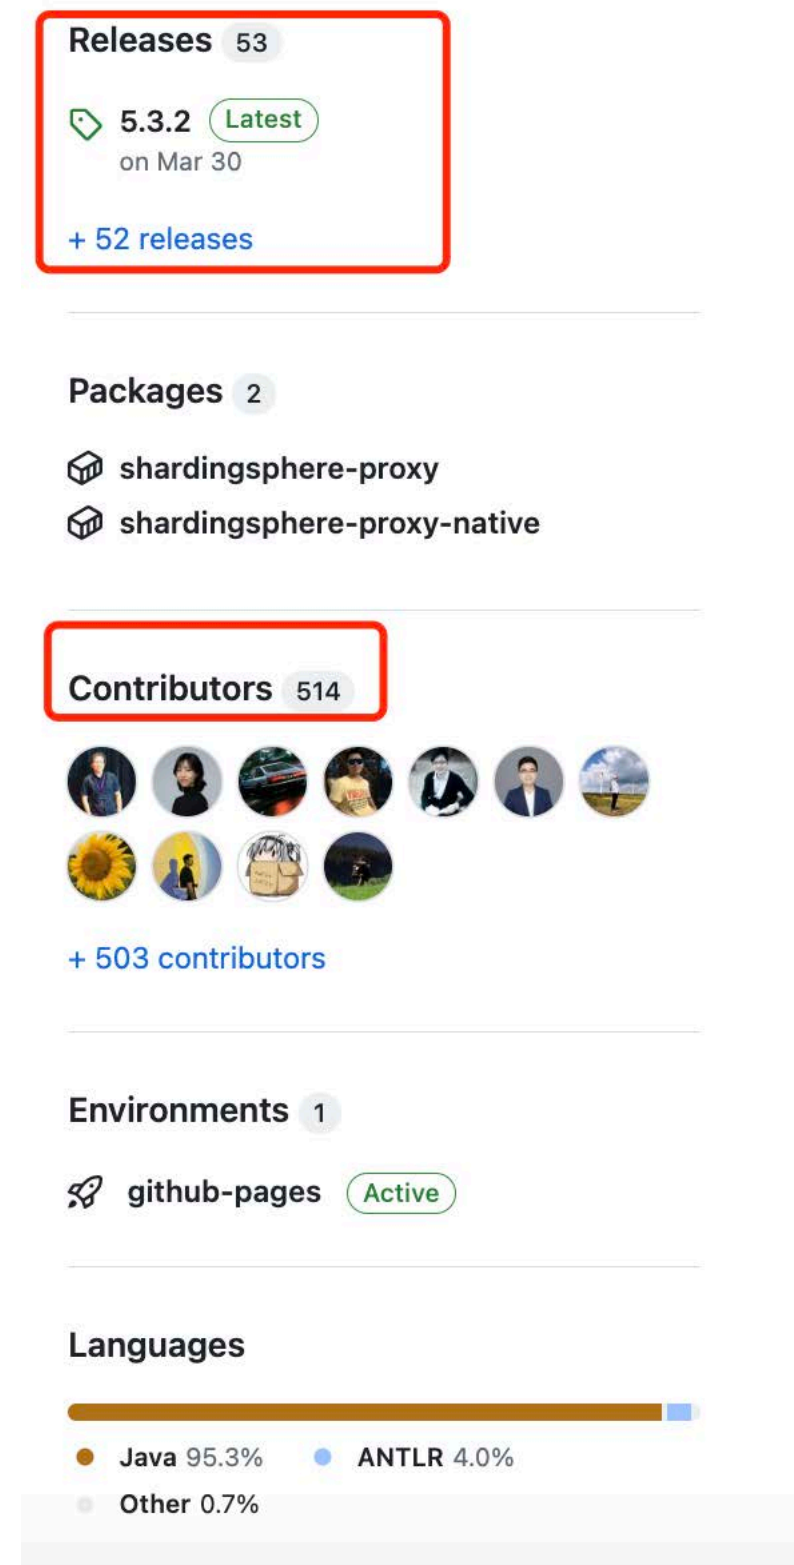 Releases 53
5.3.2 Latest
on Mar 30
+ 52 releases
Packages 2
shardingsphere-proxy
shardingsphere-proxy-native
Contributors 514
+ 503 contributors
Environments 1
github-pages Active
Languages
Java 95.3% ANTLR 4.0%
Other 0.7%